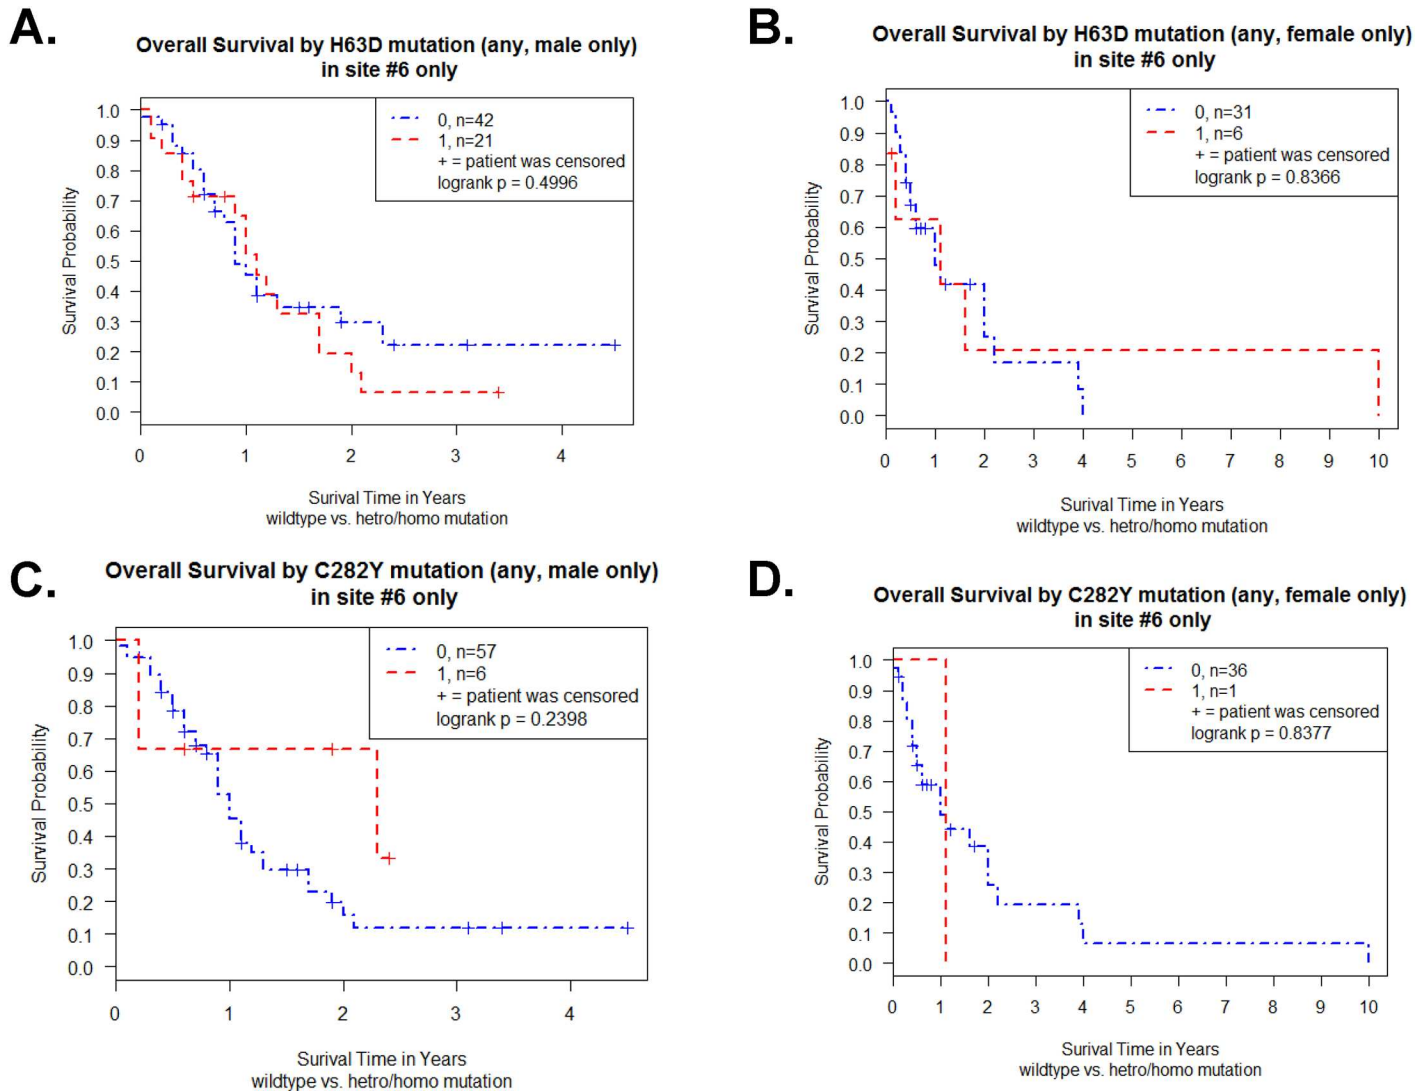 A.
Overall Survival by H63D mutation (any, male only)
in site #6 only
0, n=42
1, n=21
+ = patient was censored
logrank p = 0.4996
Survival Probability
1.0
0.9
0.8
0.7
0.6
0.5
0.4
0.3
0.2
0.1
0.0
0 1 2 3 4
Surival Time in Years
wildtype vs. hetro/homo mutation
B.
Overall Survival by H63D mutation (any, female only)
in site #6 only
0, n=31
1, n=6
+ = patient was censored
logrank p = 0.8366
Survival Probability
1.0
0.9
0.8
0.7
0.6
0.5
0.4
0.3
0.2
0.1
0.0
0 1 2 3 4 5 6 7 8 9 10
Surival Time in Years
wildtype vs. hetro/homo mutation
C.
Overall Survival by C282Y mutation (any, male only)
in site #6 only
0, n=57
1, n=6
+ = patient was censored
logrank p = 0.2398
Survival Probability
1.0
0.9
0.8
0.7
0.6
0.5
0.4
0.3
0.2
0.1
0.0
0 1 2 3 4
Surival Time in Years
wildtype vs. hetro/homo mutation
D.
Overall Survival by C282Y mutation (any, female only)
in site #6 only
0, n=36
1, n=1
+ = patient was censored
logrank p = 0.8377
Survival Probability
1.0
0.9
0.8
0.7
0.6
0.5
0.4
0.3
0.2
0.1
0.0
0 1 2 3 4 5 6 7 8 9 10
Surival Time in Years
wildtype vs. hetro/homo mutation